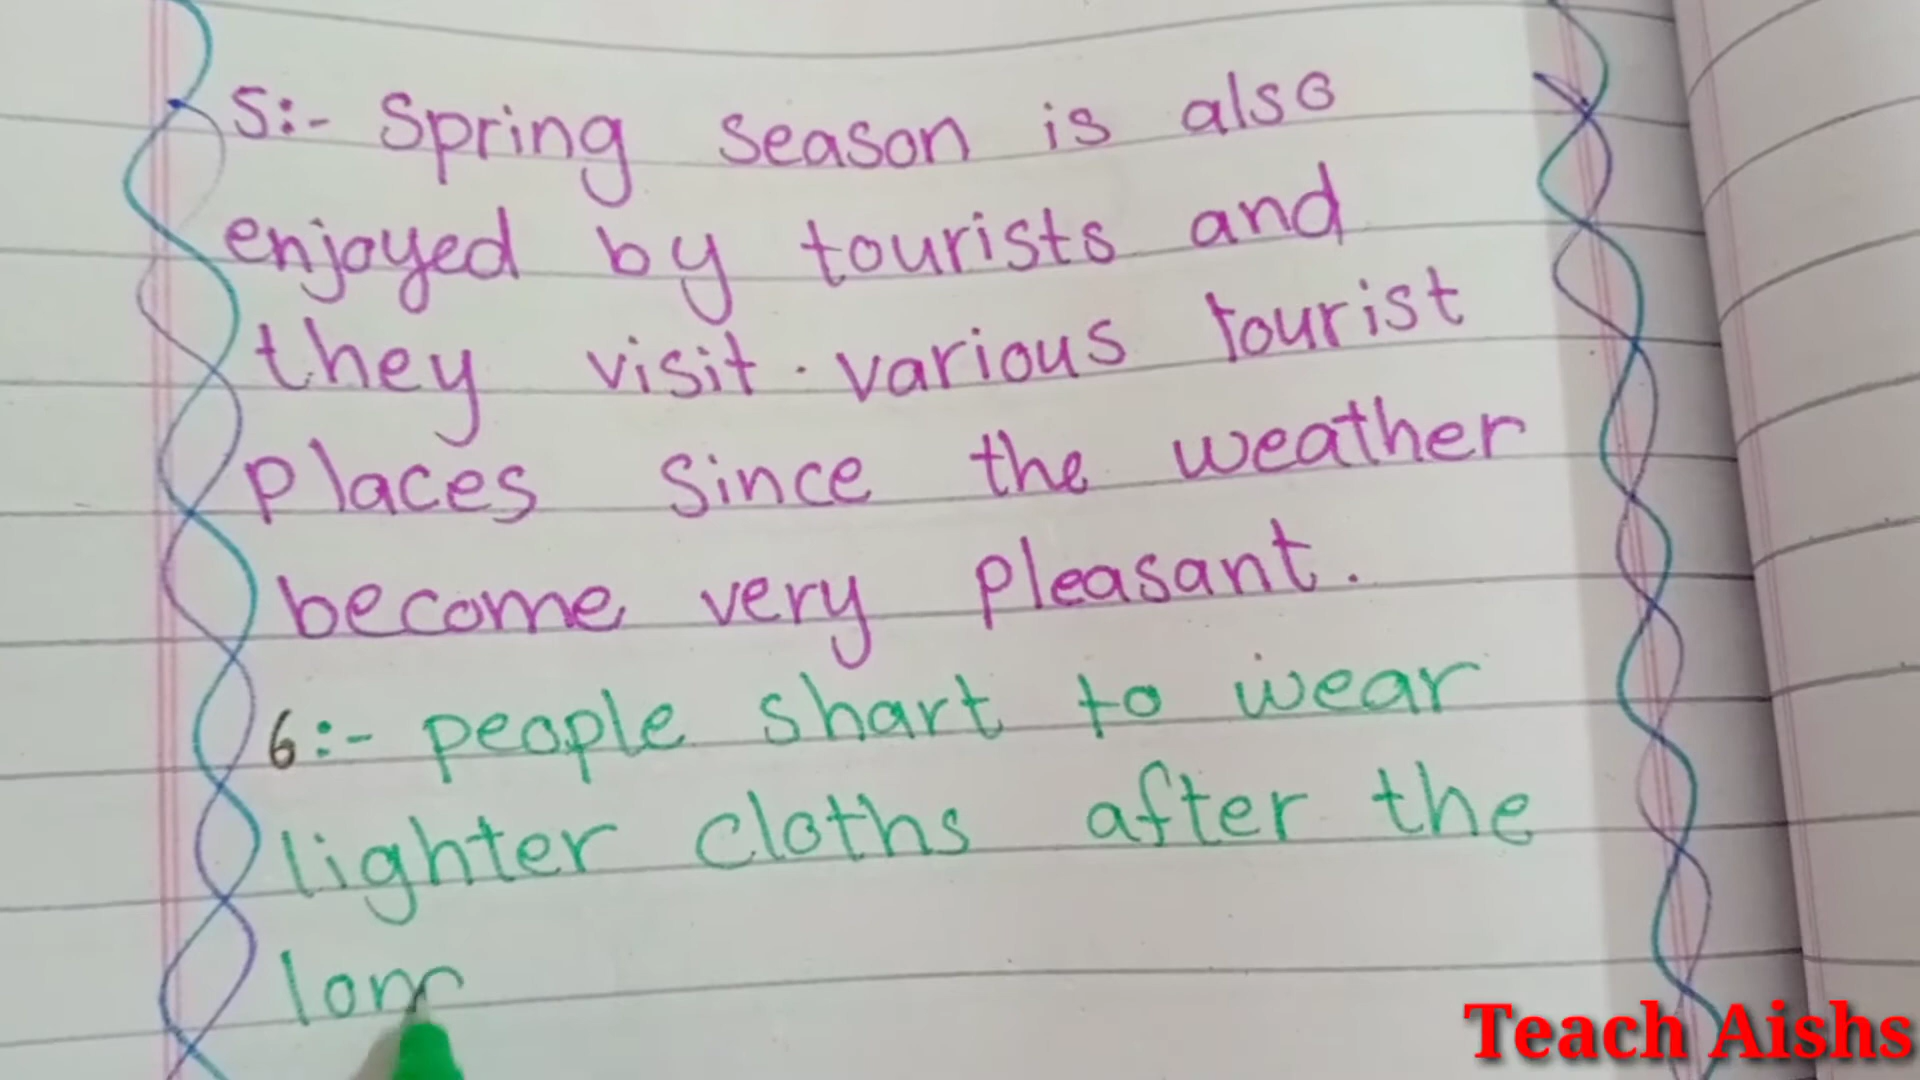 5:- Spring season is also
enjoyed by tourists and
they visit. various tourist
Places since the weather
become very pleasant.
6:- people shart to wear
lighter cloths after the
Teach Aishs